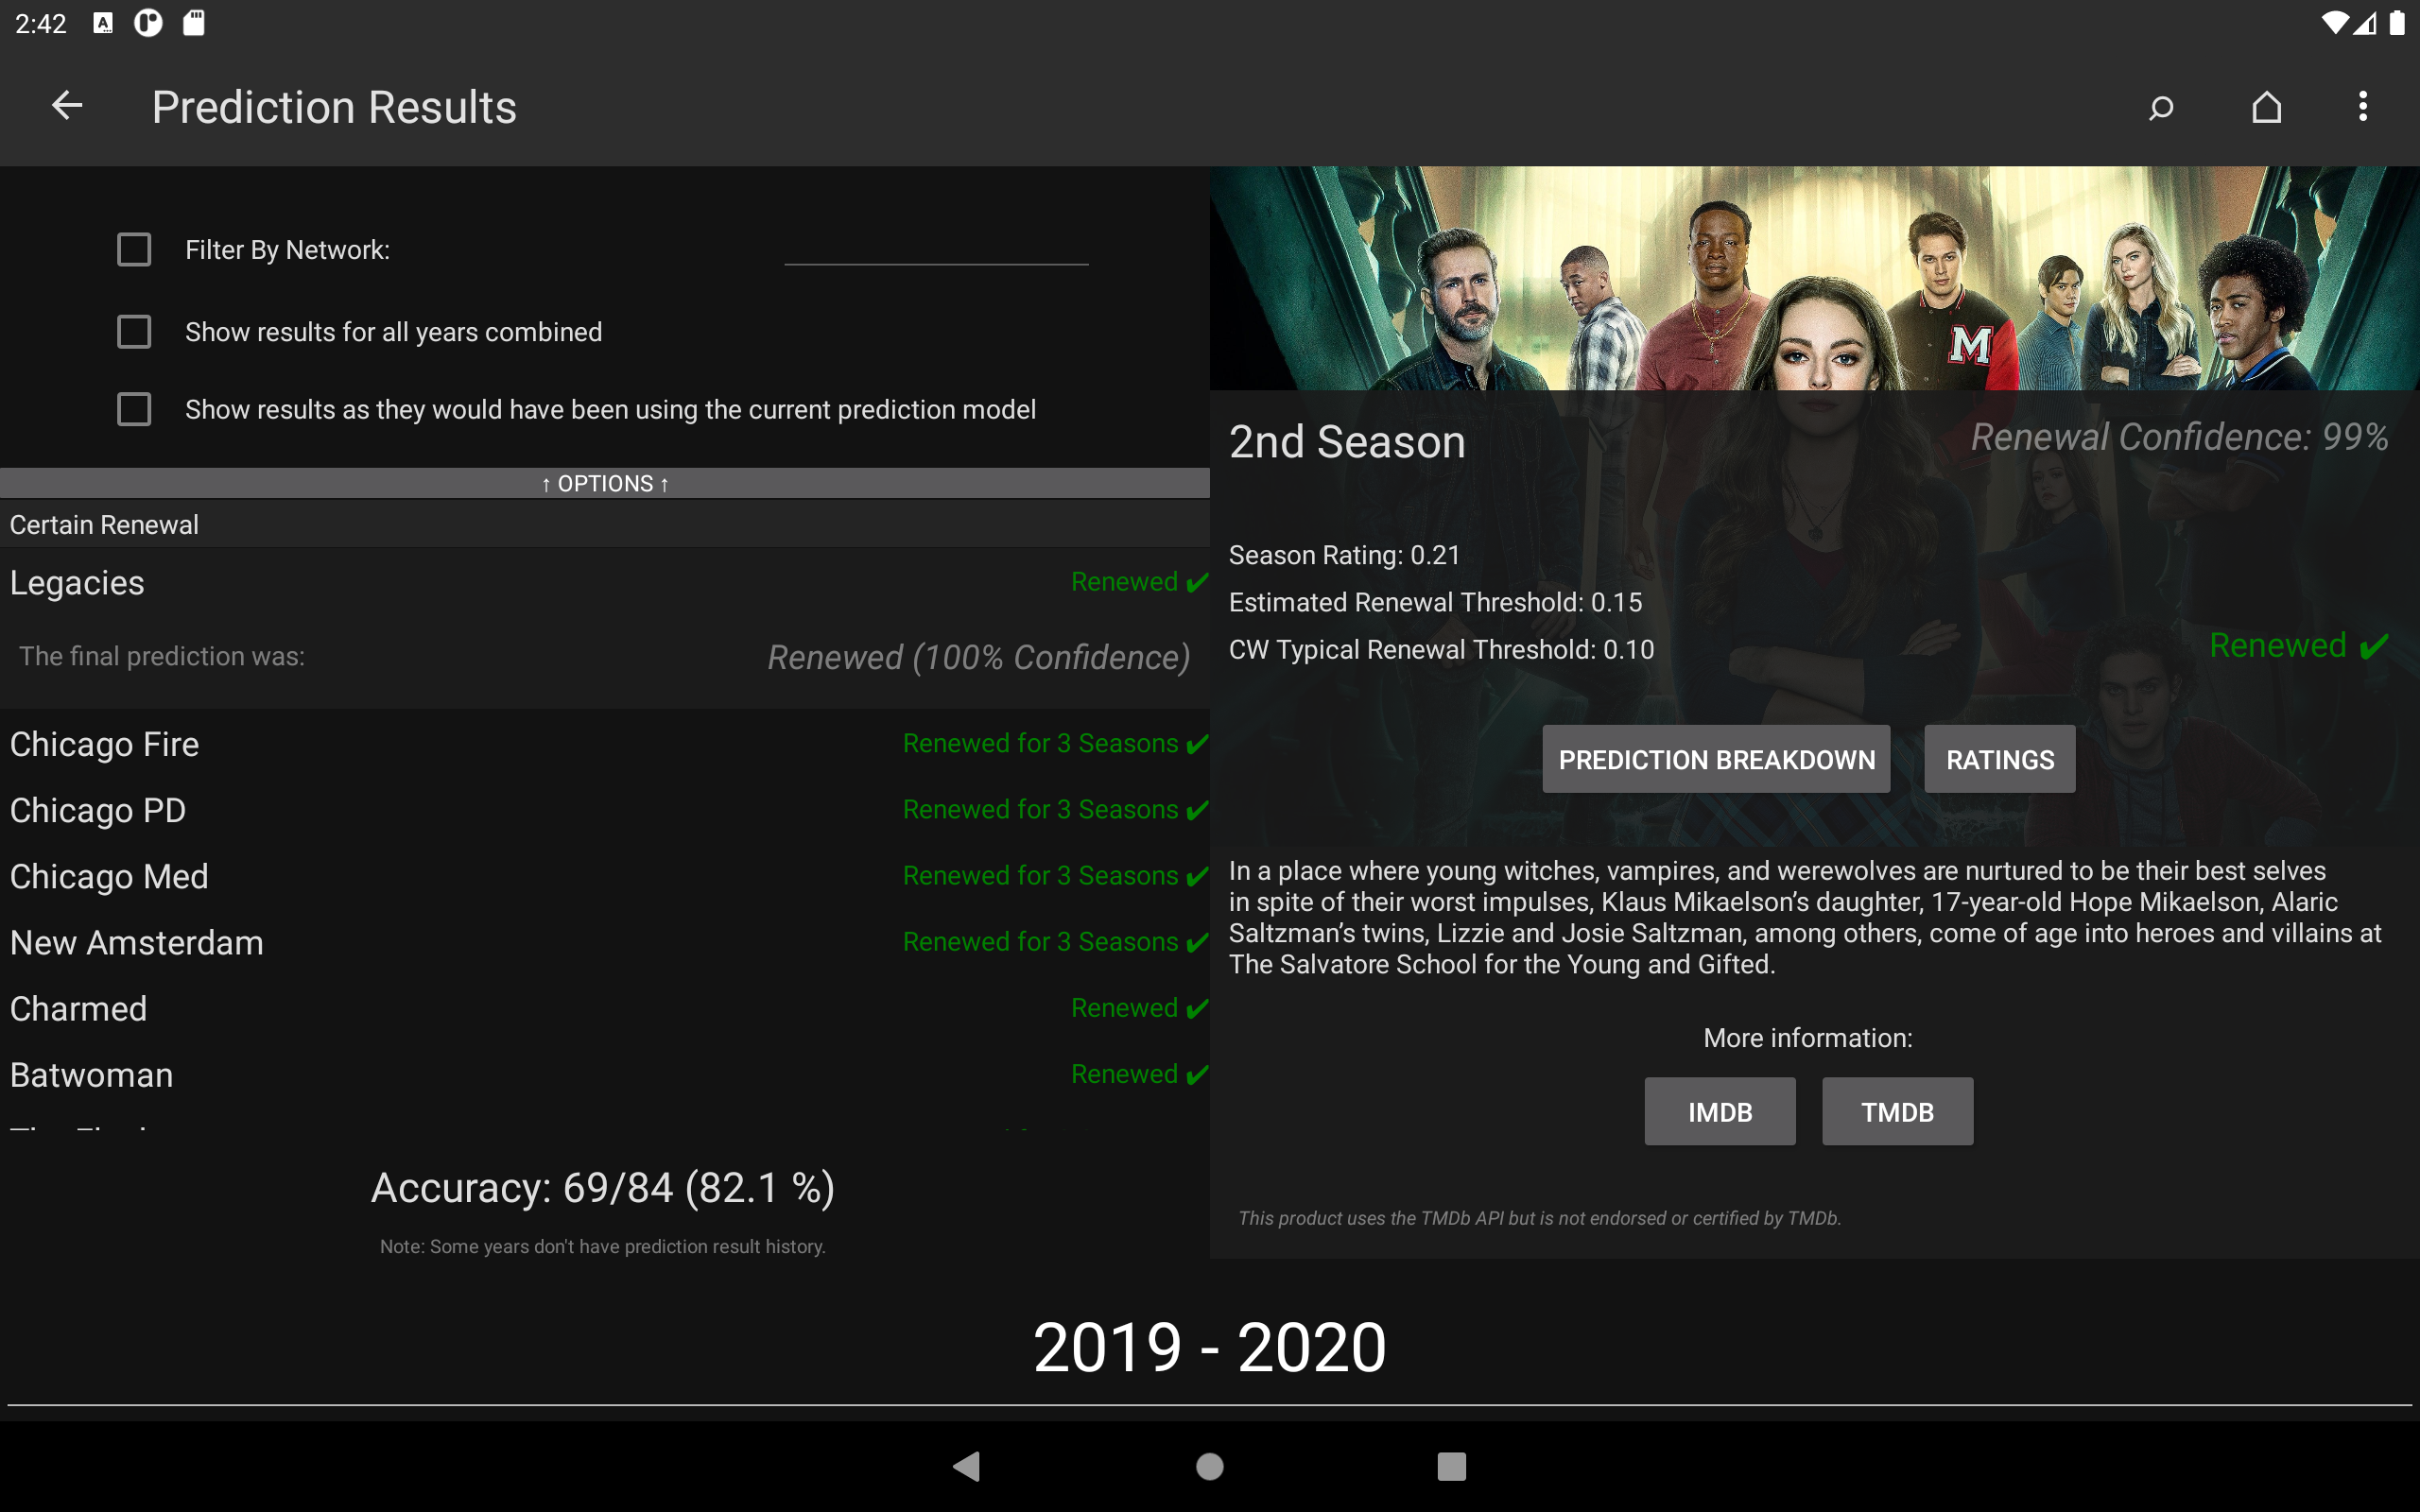 2:42
Prediction Results
Filter By Network:
Show results for all years combined
Show results as they would have been using the current prediction model
↑ OPTIONS ↑
Certain Renewal
Legacies Renewed ✔
The final prediction was: Renewed (100% Confidence)
Chicago Fire Renewed for 3 Seasons ✔
Chicago PD Renewed for 3 Seasons ✔
Chicago Med Renewed for 3 Seasons ✔
New Amsterdam Renewed for 3 Seasons ✔
Charmed Renewed ✔
Batwoman Renewed ✔
Accuracy: 69/84 (82.1 %)
Note: Some years don't have prediction result history.
M
2nd Season
Renewal Confidence: 99%
Season Rating: 0.21
Estimated Renewal Threshold: 0.15
CW Typical Renewal Threshold: 0.10
Renewed ✔
PREDICTION BREAKDOWN RATINGS
In a place where young witches, vampires, and werewolves are nurtured to be their best selves
in spite of their worst impulses, Klaus Mikaelson’s daughter, 17-year-old Hope Mikaelson, Alaric
Saltzman’s twins, Lizzie and Josie Saltzman, among others, come of age into heroes and villains at
The Salvatore School for the Young and Gifted.
More information:
IMDB TMDB
This product uses the TMDb API but is not endorsed or certified by TMDb.
2019 - 2020